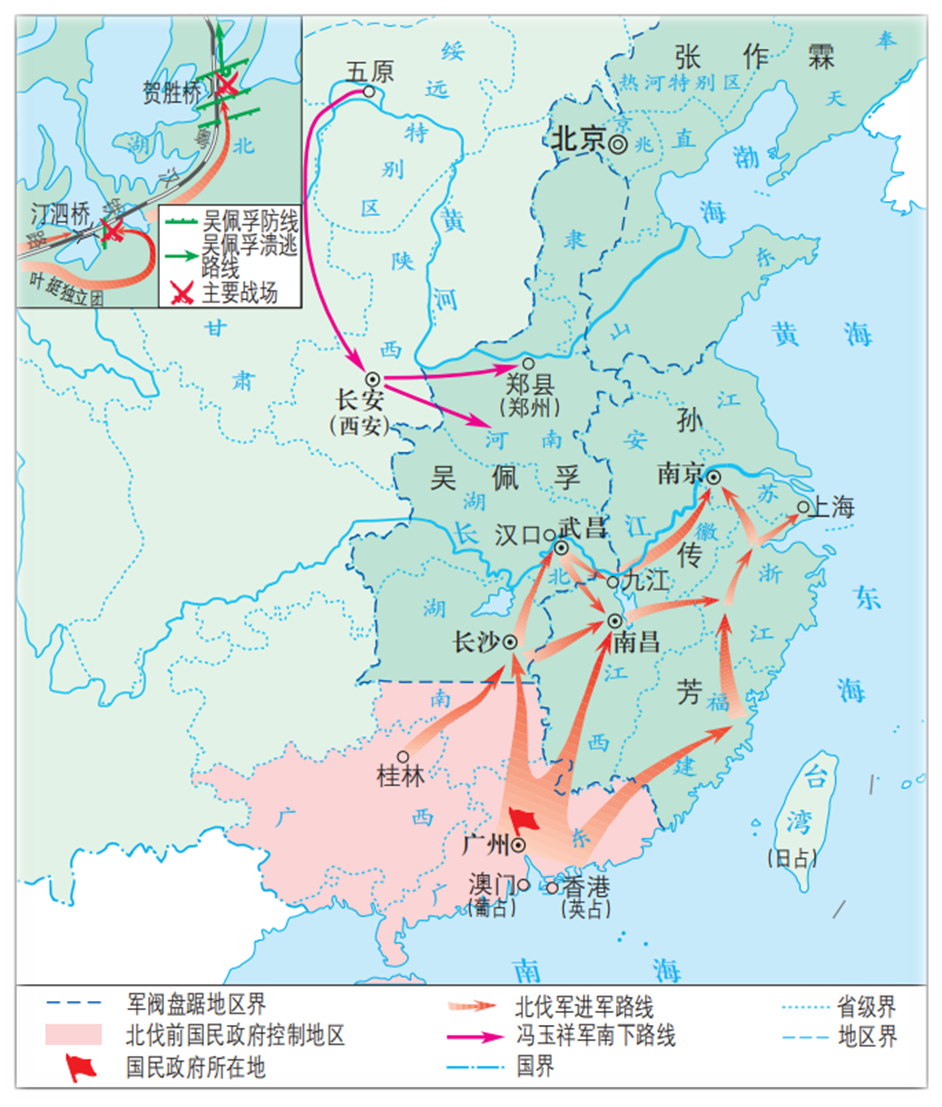 贺胜桥
湖
北
粤
汉
铁
路
汀泗桥
叶挺独立团
吴佩孚防线
吴佩孚溃逃
路线
主要战场
绥
远
特
别
区
五原
张作霖
奉
天
热河特别区
北京
京
兆
直
隶
渤
海
黄
河
陕
西
甘
肃
山
东
黄海
长安
(西安)
郑县
(郑州)
河南
安
徽
江
苏
孙
传
芳
吴佩孚
南京
上海
湖
北
汉口
武昌
长
江
九江
浙
江
东
海
湖
南
长沙
南昌
江
西
福
建
桂林
广
西
广州
广
东
澳门
(葡占)
香港
(英占)
台
湾
(日占)
南海
军阀盘踞地区界
北伐军进军路线
省级界
北伐前国民政府控制地区
冯玉祥军南下路线
地区界
国民政府所在地
国界